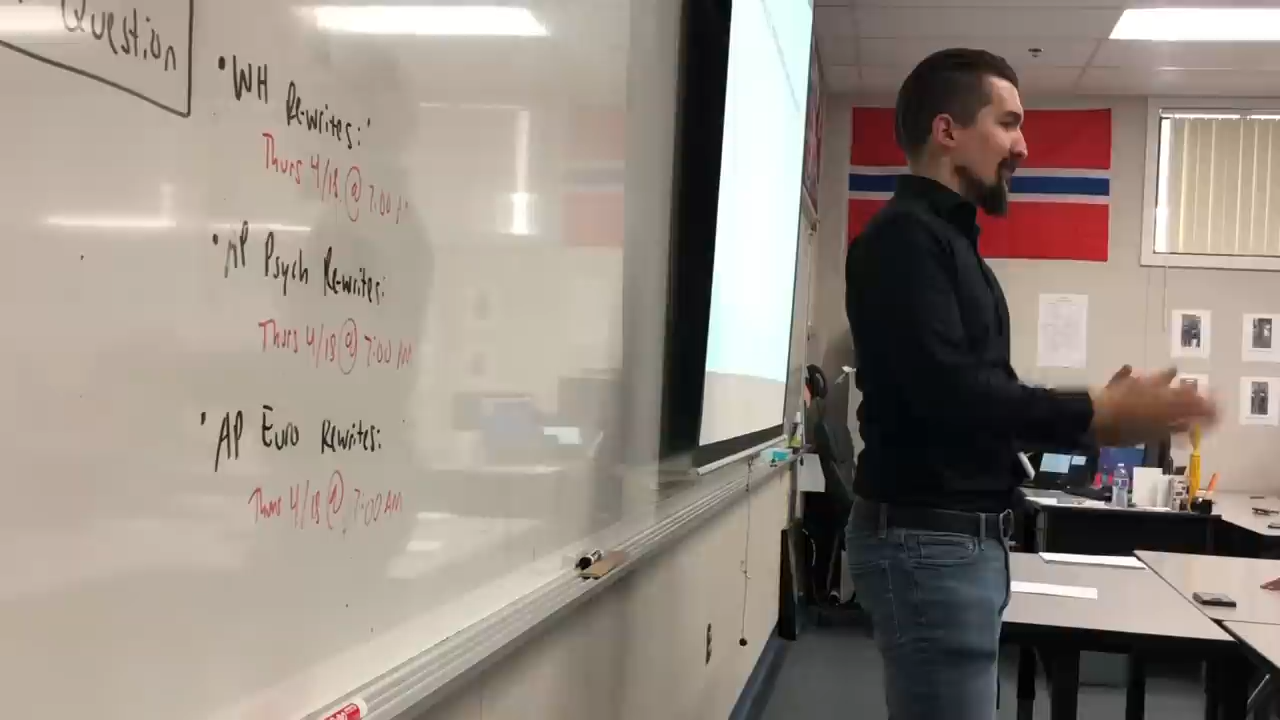 Question
• WH Re-writes:
Thurs 4/18 @ 7:00 A
• AP Psych Re-writes:
Thurs 4/18 @ 7:00 AM
• AP Euro Rewrites:
Thurs 4/18 @ 7:00 AM